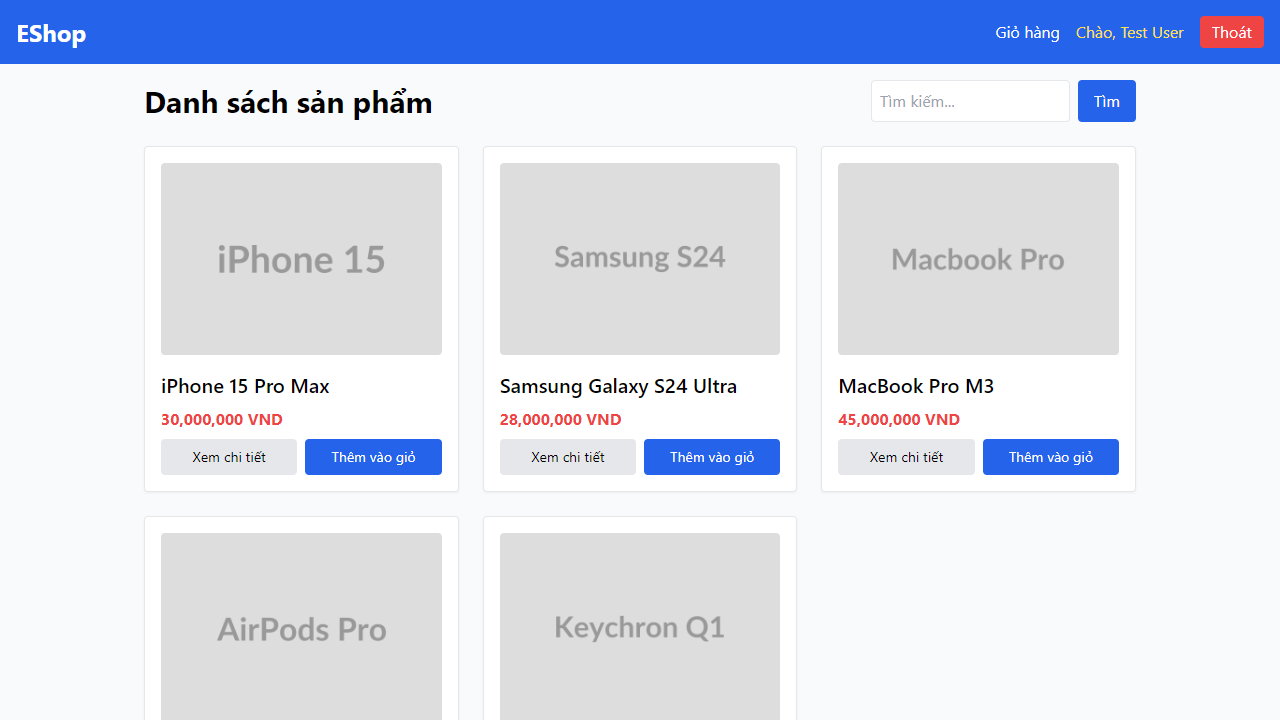 EShop
Giỏ hàng
Chào, Test User
Thoát
Danh sách sản phẩm
Tìm kiếm...
Tìm
iPhone 15
Samsung S24
Macbook Pro
iPhone 15 Pro Max
Samsung Galaxy S24 Ultra
MacBook Pro M3
30,000,000 VND
28,000,000 VND
45,000,000 VND
Xem chi tiết
Thêm vào giỏ
Xem chi tiết
Thêm vào giỏ
Xem chi tiết
Thêm vào giỏ
AirPods Pro
Keychron Q1